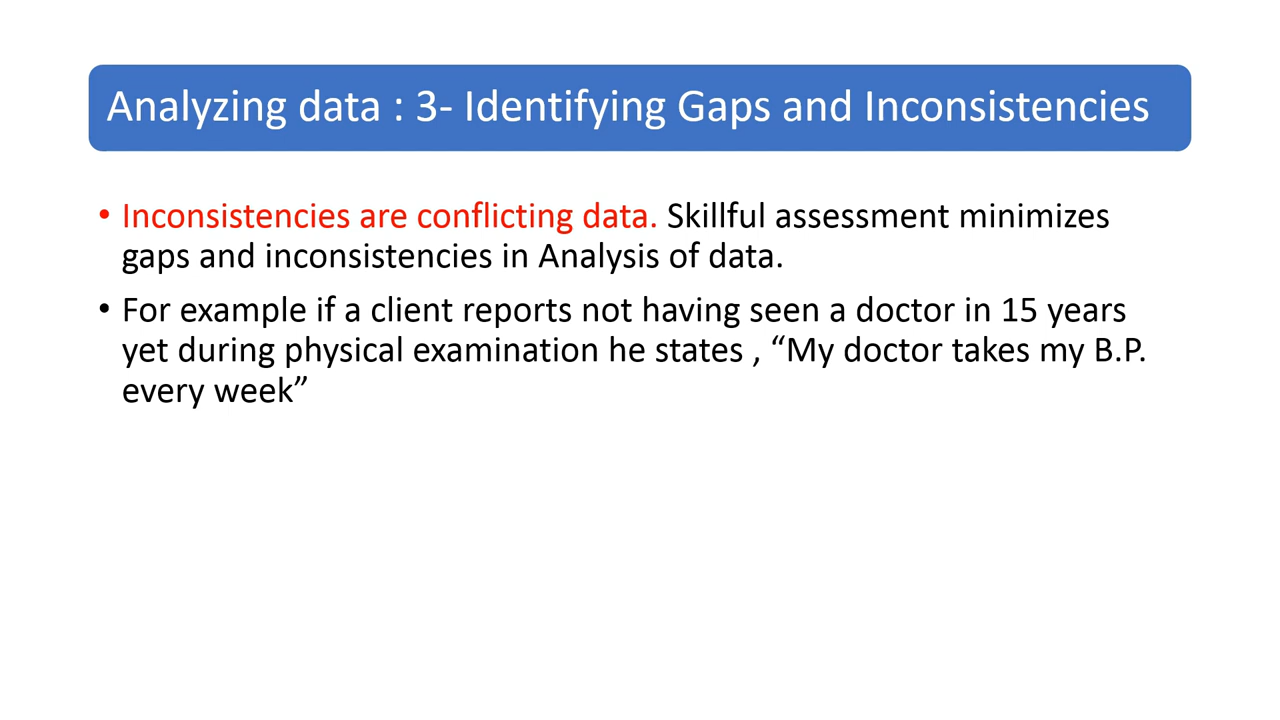 Analyzing data : 3- Identifying Gaps and Inconsistencies
• Inconsistencies are conflicting data. Skillful assessment minimizes
gaps and inconsistencies in Analysis of data.
• For example if a client reports not having seen a doctor in 15 years
yet during physical examination he states , “My doctor takes my B.P.
every week”